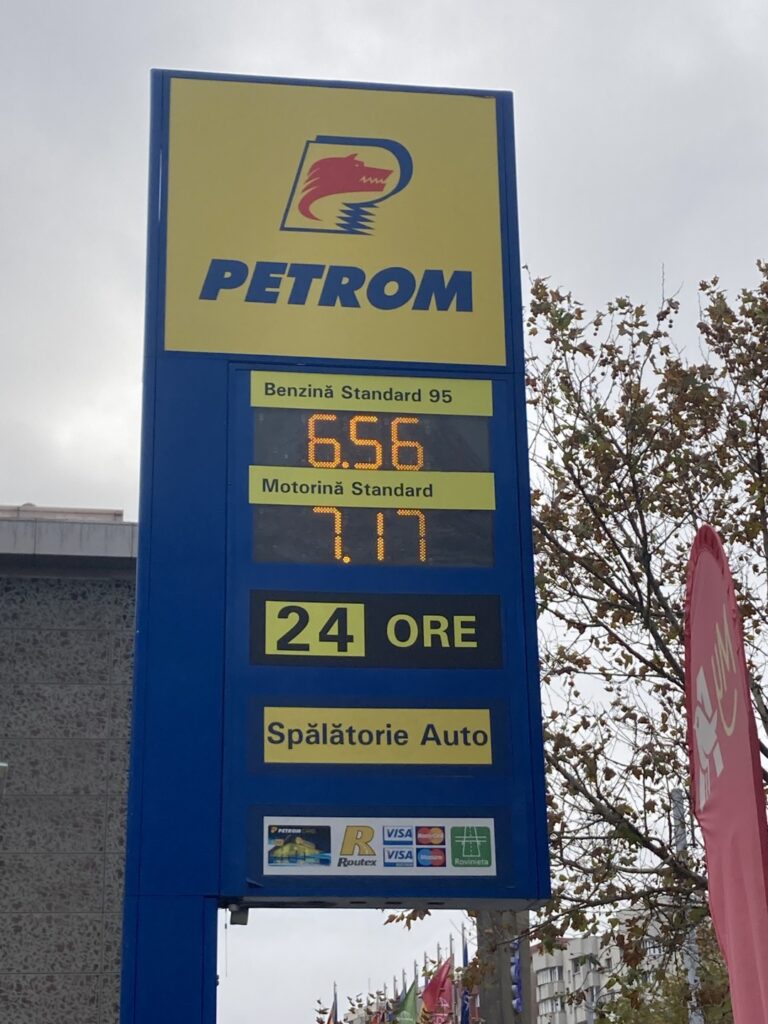 PETROM
Benzină Standard 95
6.56
Motorină Standard
7.17
24 ORE
Spălătorie Auto
PETROM
Routex
VISA
VISA
Rovinieta